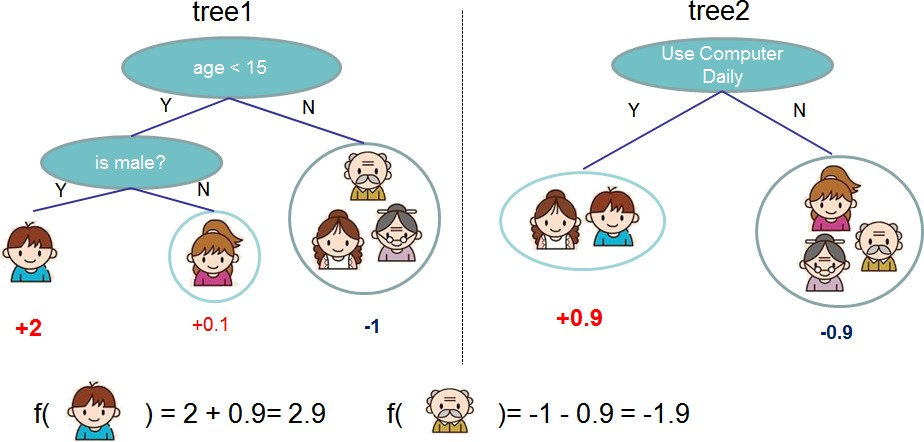 tree1
age < 15
Y
N
is male?
Y
N
+2
+0.1
-1
tree2
Use Computer
Daily
Y
N
+0.9
-0.9
f( ) = 2 + 0.9= 2.9
f( )= -1 - 0.9 = -1.9